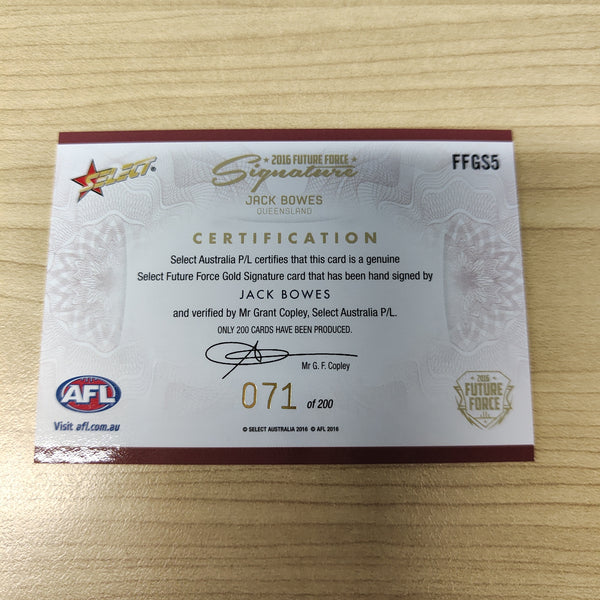 SELECT®
2016 FUTURE FORCE
Signature
FFGS5
JACK BOWES
QUEENSLAND
CERTIFICATION
Select Australia P/L certifies that this card is a genuine
Select Future Force Gold Signature card that has been hand signed by
JACK BOWES
and verified by Mr Grant Copley, Select Australia P/L.
ONLY 200 CARDS HAVE BEEN PRODUCED.
Mr G. F. Copley
071 of 200
AFL
Visit afl.com.au
2016
FUTURE
FORCE
© SELECT AUSTRALIA 2016 © AFL 2016